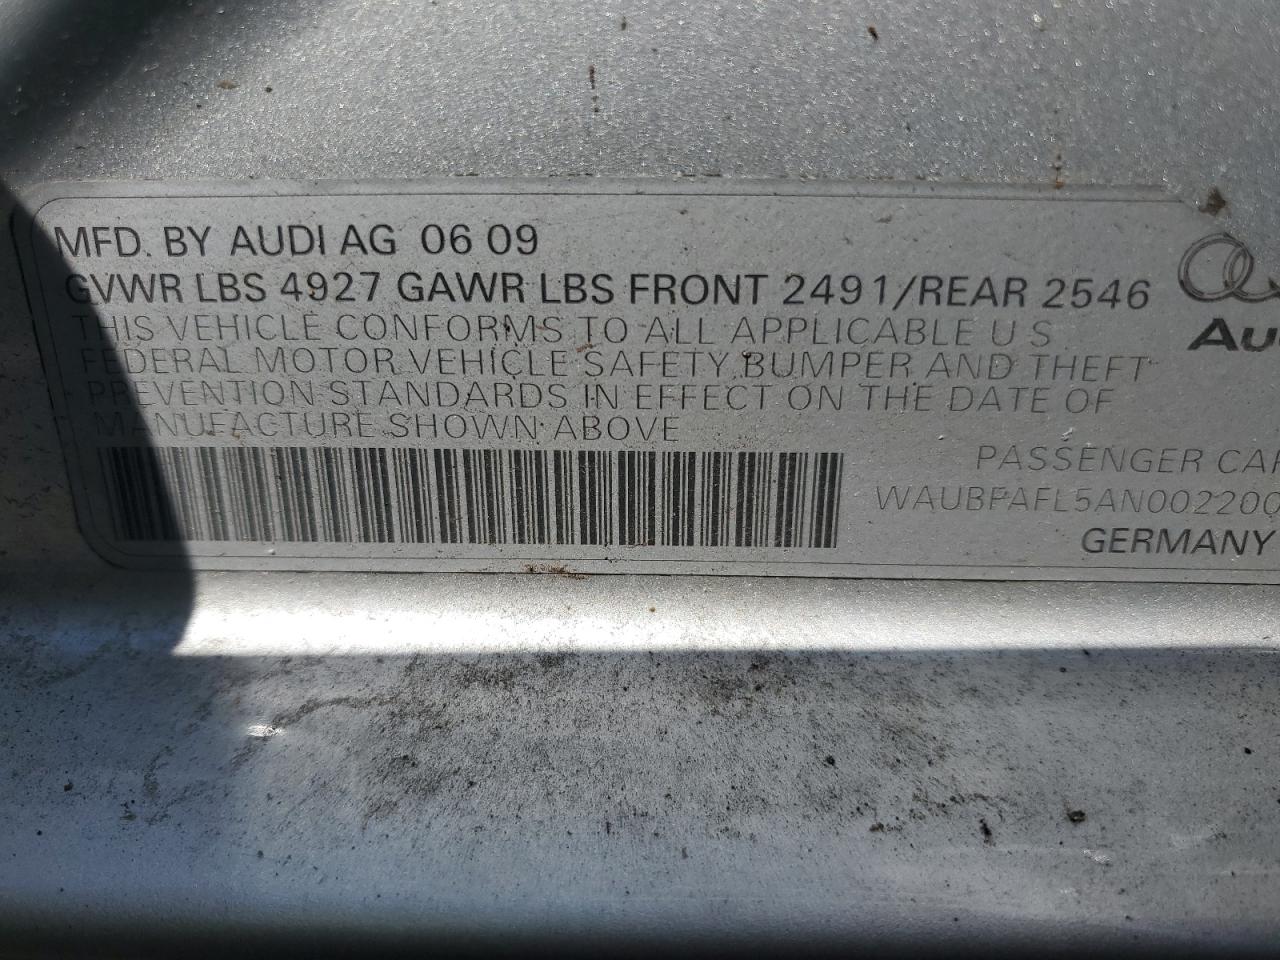 MFD. BY AUDI AG 06 09
GVWR LBS 4927 GAWR LBS FRONT 2491/REAR 2546
THIS VEHICLE CONFORMS TO ALL APPLICABLE U S
FEDERAL MOTOR VEHICLE SAFETY BUMPER AND THEFT
PREVENTION STANDARDS IN EFFECT ON THE DATE OF
MANUFACTURE SHOWN ABOVE
Au
PASSENGER CAR
WAUBFAFL5AN002200
GERMANY